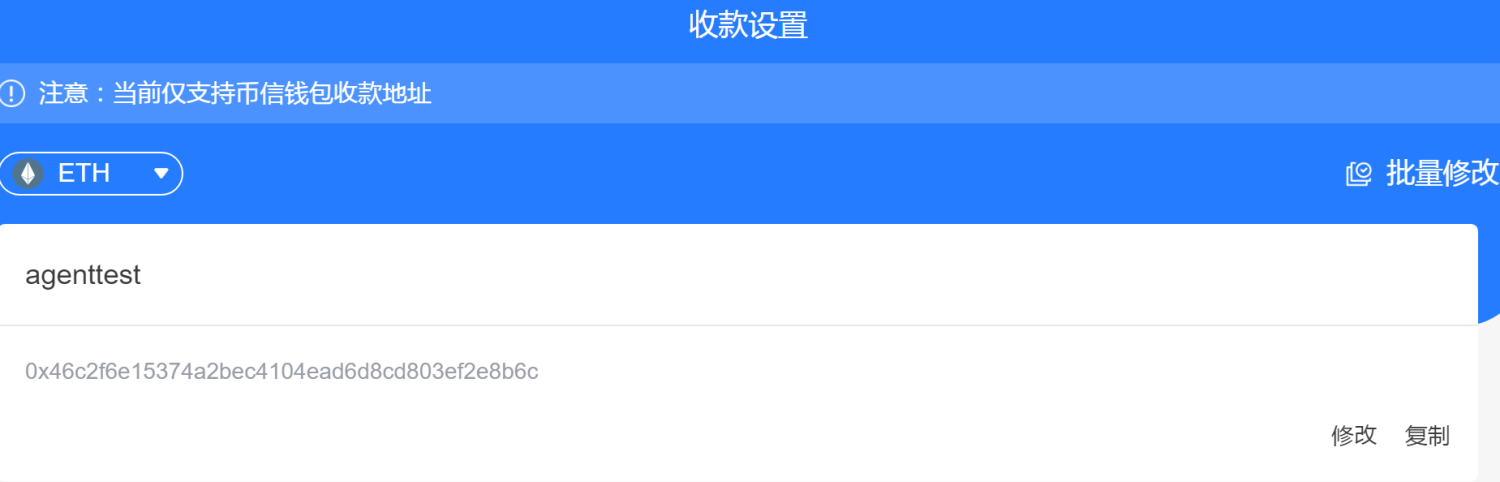 收款设置
注意：当前仅支持币信钱包收款地址
ETH
批量修改
agenttest
0x46c2f6e15374a2bec4104ead6d8cd803ef2e8b6c
修改 复制